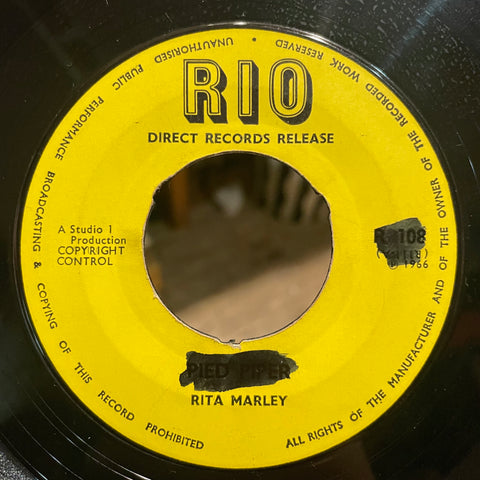 UNAUTHORISED PUBLIC PERFORMANCE BROADCASTING & COPYING OF THIS RECORD PROHIBITED
ALL RIGHTS OF THE MANUFACTURER AND OF THE OWNER OF THE RECORDED WORK RESERVED
RIO
DIRECT RECORDS RELEASE
A Studio 1
Production
COPYRIGHT
CONTROL
108
℗ 1966
PIED PIPER
RITA MARLEY